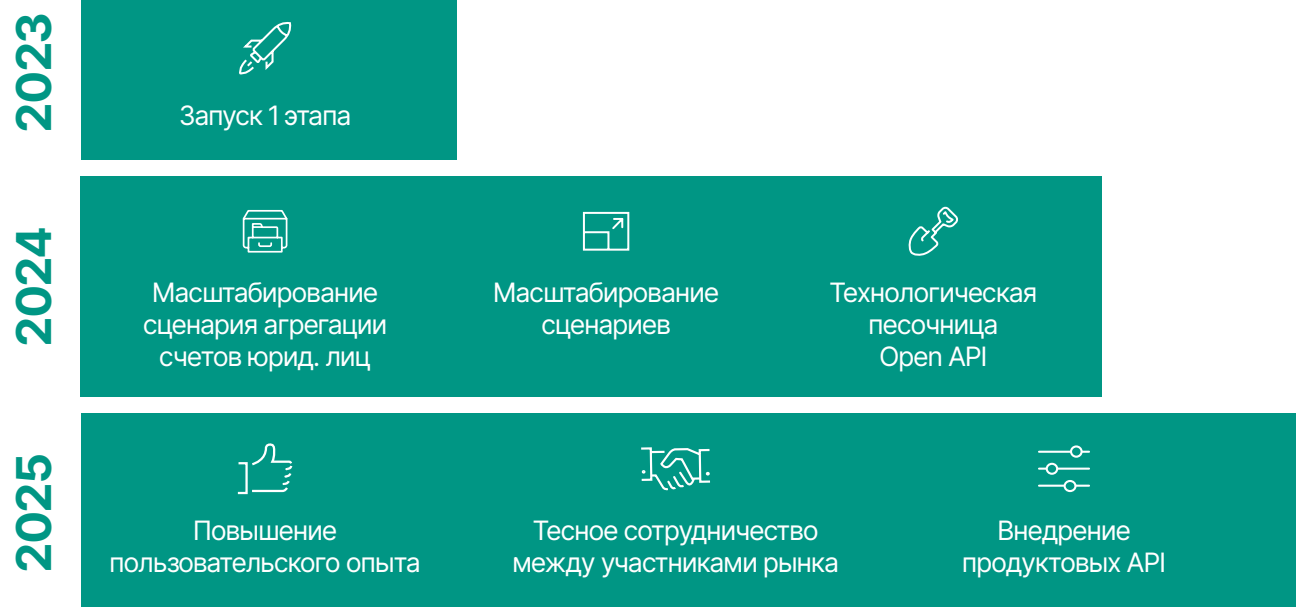 2023
Запуск 1 этапа
2024
Масштабирование
сценария агрегации
счетов юрид. лиц
Масштабирование
сценариев
Технологическая
песочница
Open API
2025
Повышение
пользовательского опыта
Тесное сотрудничество
между участниками рынка
Внедрение
продуктовых API